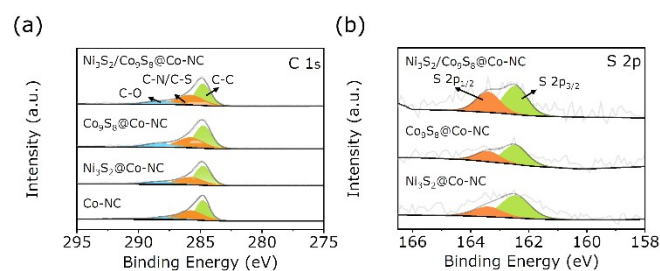 (a)
Ni₃S₂/Co₉S₈@Co-NC
C 1s
C-N/C-S
C-O
C-C
Co₉S₈@Co-NC
Ni₃S₂@Co-NC
Co-NC
Intensity (a.u.)
295 290 285 280 275
Binding Energy (eV)
(b)
Ni₃S₂/Co₉S₈@Co-NC
S 2p
S 2p₁/₂
S 2p₃/₂
Co₉S₈@Co-NC
Ni₃S₂@Co-NC
Intensity (a.u.)
166 164 162 160 158
Binding Energy (eV)